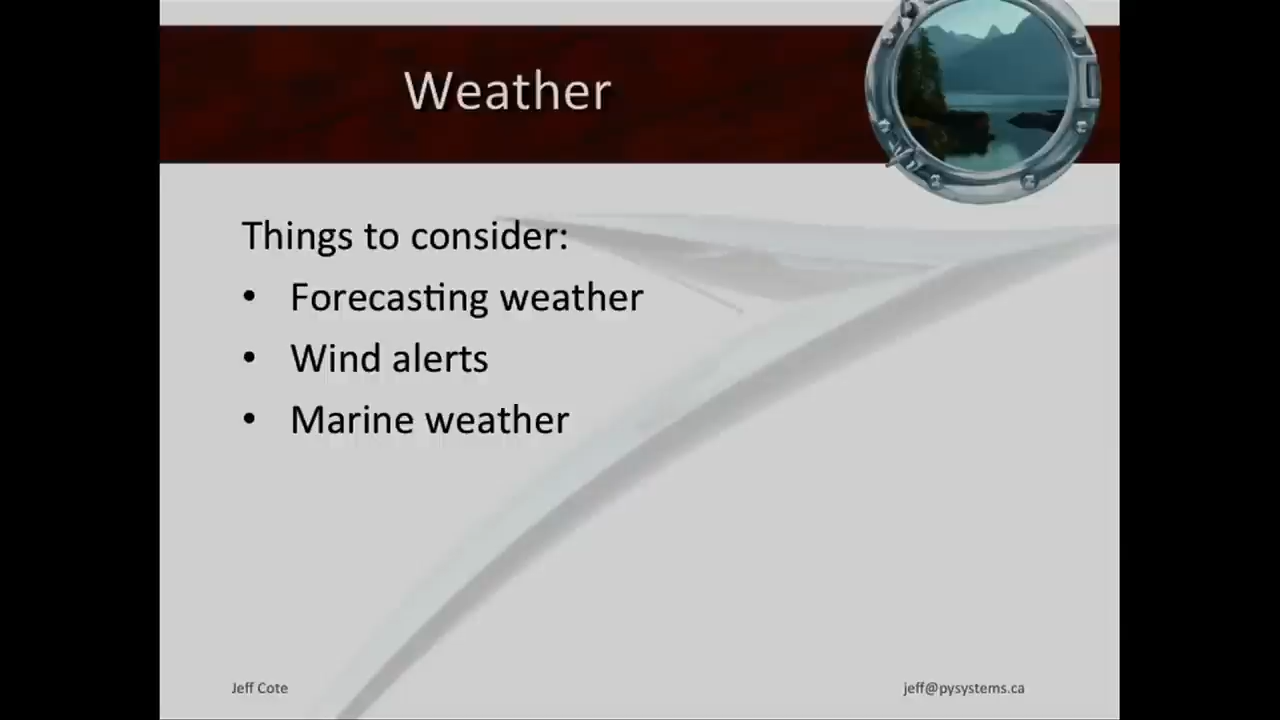 Weather
Things to consider:
• Forecasting weather
• Wind alerts
• Marine weather
Jeff Cote
jeff@pysystems.ca